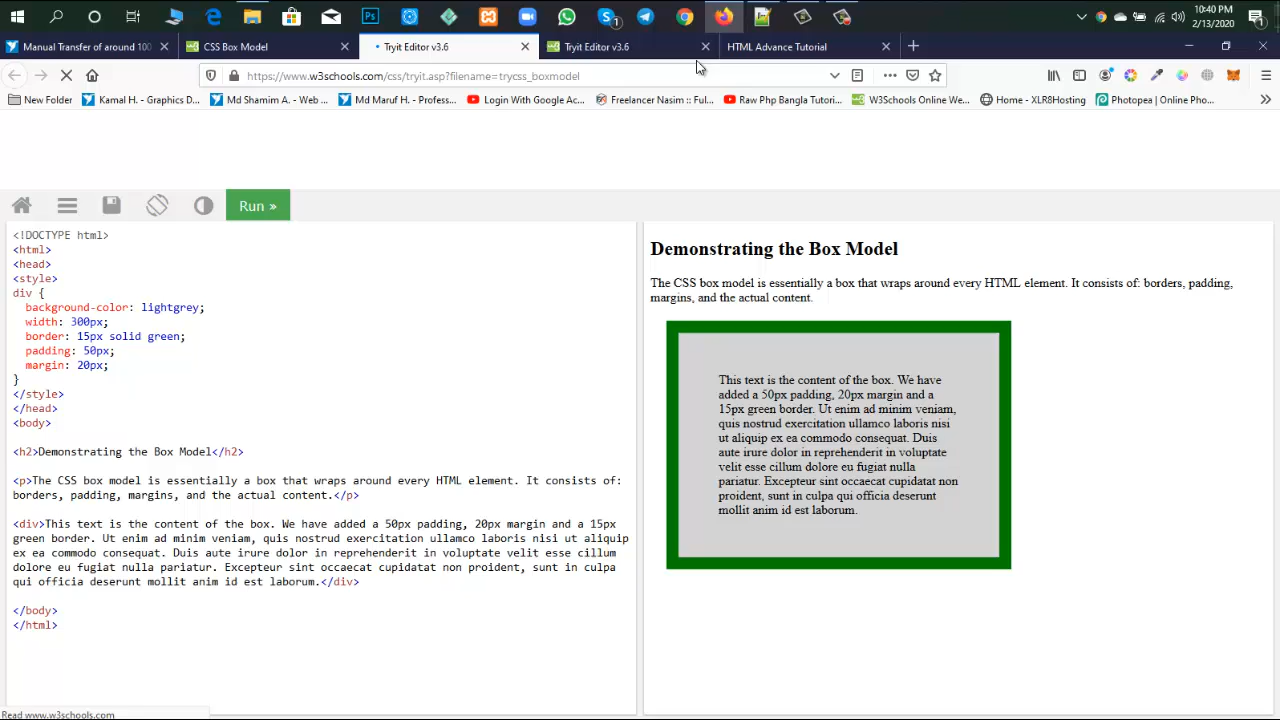 10:40 PM
2/13/2020
Manual Transfer of around 100
CSS Box Model
Tryit Editor v3.6
Tryit Editor v3.6
HTML Advance Tutorial
https://www.w3schools.com/css/tryit.asp?filename=trycss_boxmodel
New Folder
Kamal H. - Graphics D...
Md Shamim A. - Web ...
Md Maruf H. - Profess...
Login With Google Ac...
Freelancer Nasim :: Ful...
Raw Php Bangla Tutori...
W3Schools Online We...
Home - XLR8Hosting
Photopea | Online Pho...
Run »
<!DOCTYPE html>
<html>
<head>
<style>
div {
background-color: lightgrey;
width: 300px;
border: 15px solid green;
padding: 50px;
margin: 20px;
}
</style>
</head>
<body>
<h2>Demonstrating the Box Model</h2>
<p>The CSS box model is essentially a box that wraps around every HTML element. It consists of:
borders, padding, margins, and the actual content.</p>
<div>This text is the content of the box. We have added a 50px padding, 20px margin and a 15px
green border. Ut enim ad minim veniam, quis nostrud exercitation ullamco laboris nisi ut aliquip
ex ea commodo consequat. Duis aute irure dolor in reprehenderit in voluptate velit esse cillum
dolore eu fugiat nulla pariatur. Excepteur sint occaecat cupidatat non proident, sunt in culpa
qui officia deserunt mollit anim id est laborum.</div>
</body>
</html>
Demonstrating the Box Model
The CSS box model is essentially a box that wraps around every HTML element. It consists of: borders, padding,
margins, and the actual content.
This text is the content of the box. We have
added a 50px padding, 20px margin and a
15px green border. Ut enim ad minim veniam,
quis nostrud exercitation ullamco laboris nisi
ut aliquip ex ea commodo consequat. Duis
aute irure dolor in reprehenderit in voluptate
velit esse cillum dolore eu fugiat nulla
pariatur. Excepteur sint occaecat cupidatat non
proident, sunt in culpa qui officia deserunt
mollit anim id est laborum.
Read www.w3schools.com